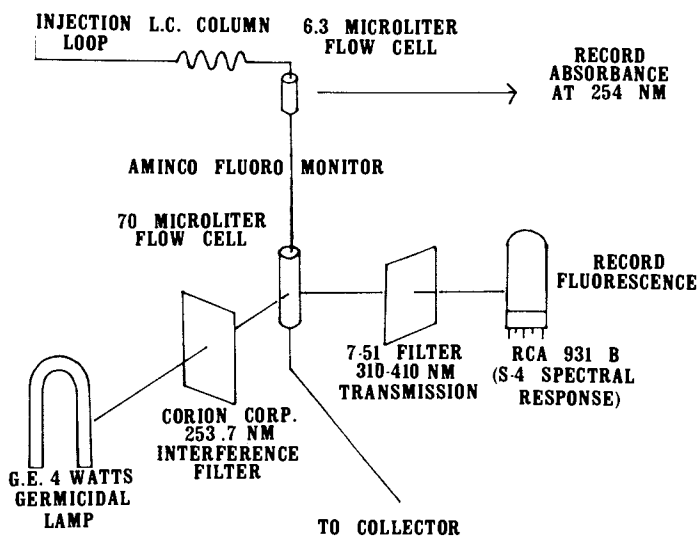 INJECTION
LOOP
L.C. COLUMN
6.3 MICROLITER
FLOW CELL
RECORD
ABSORBANCE
AT 254 NM
AMINCO FLUORO MONITOR
70 MICROLITER
FLOW CELL
RECORD
FLUORESCENCE
7-51 FILTER
310-410 NM
TRANSMISSION
RCA 931 B
(S-4 SPECTRAL
RESPONSE)
CORION CORP.
253.7 NM
INTERFERENCE
FILTER
G.E. 4 WATTS
GERMICIDAL
LAMP
TO COLLECTOR